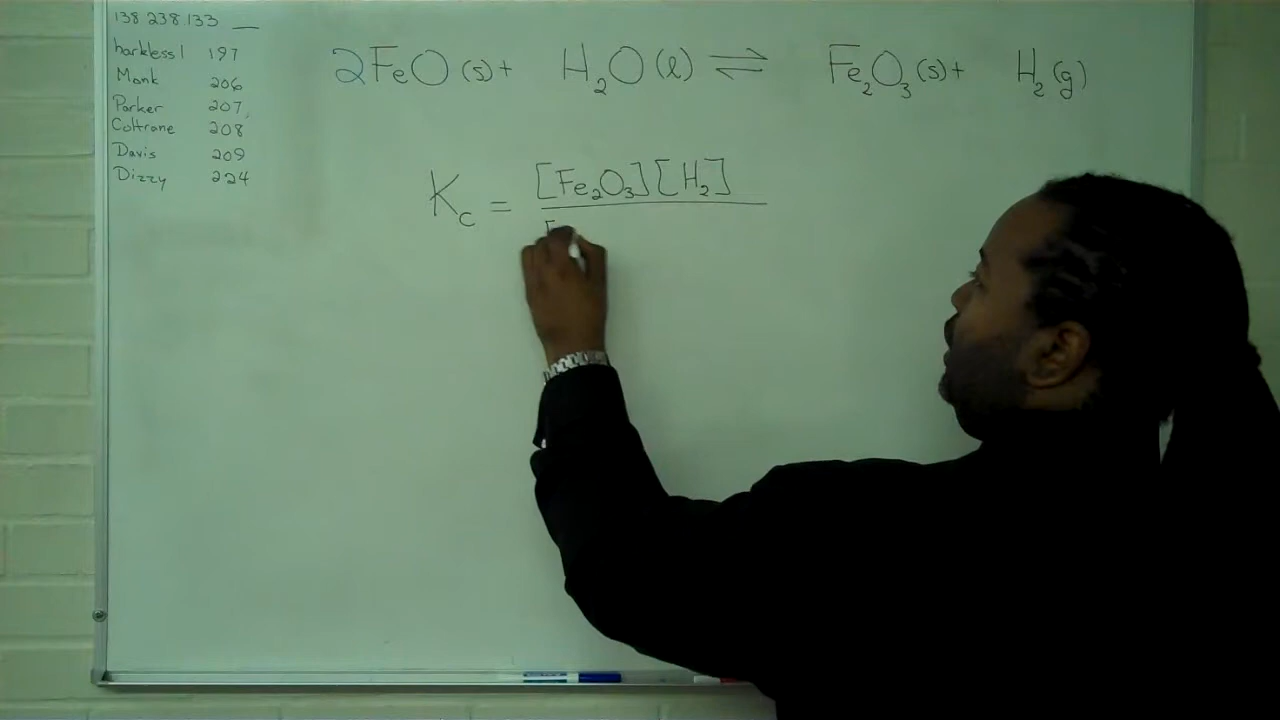 138 238 133 __
harkless1 197
Monk 206
Parker 207
Coltrane 208
Davis 209
Dizzy 224
2FeO(s)+ H₂O(l) ⇌ Fe₂O₃(s)+ H₂(g)
[Fe₂O₃][H₂]
K꜀ =
[